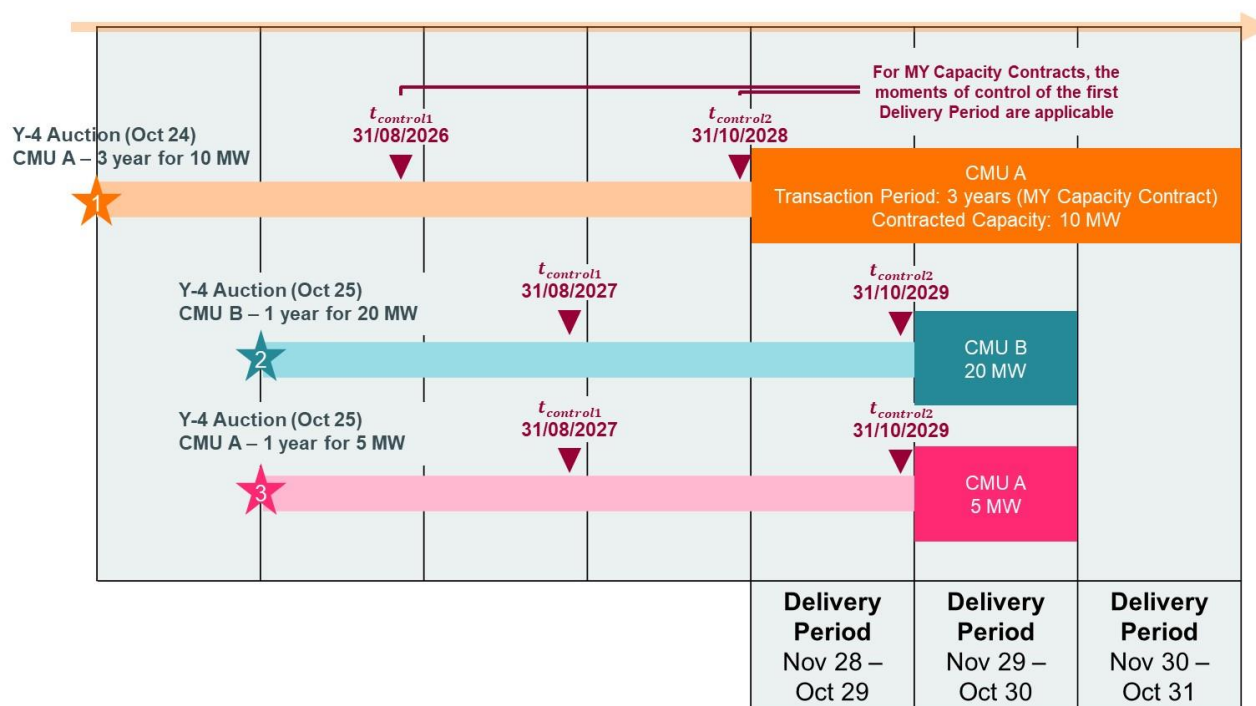 For MY Capacity Contracts, the
moments of control of the first
Delivery Period are applicable
Y-4 Auction (Oct 24)
CMU A – 3 year for 10 MW
1
tcontrol1
31/08/2026
tcontrol2
31/10/2028
CMU A
Transaction Period: 3 years (MY Capacity Contract)
Contracted Capacity: 10 MW
Y-4 Auction (Oct 25)
CMU B – 1 year for 20 MW
2
tcontrol1
31/08/2027
tcontrol2
31/10/2029
CMU B
20 MW
Y-4 Auction (Oct 25)
CMU A – 1 year for 5 MW
3
tcontrol1
31/08/2027
tcontrol2
31/10/2029
CMU A
5 MW
Delivery
Period
Nov 28 –
Oct 29
Delivery
Period
Nov 29 –
Oct 30
Delivery
Period
Nov 30 –
Oct 31